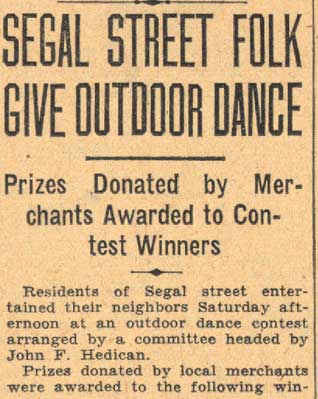 SEGAL STREET FOLK
GIVE OUTDOOR DANCE
Prizes Donated by Mer-
chants Awarded to Con-
test Winners
Residents of Segal street enter-
tained their neighbors Saturday aft-
ernoon at an outdoor dance contest
arranged by a committee headed by
John F. Hedican.
Prizes donated by local merchants
were awarded to the following win-